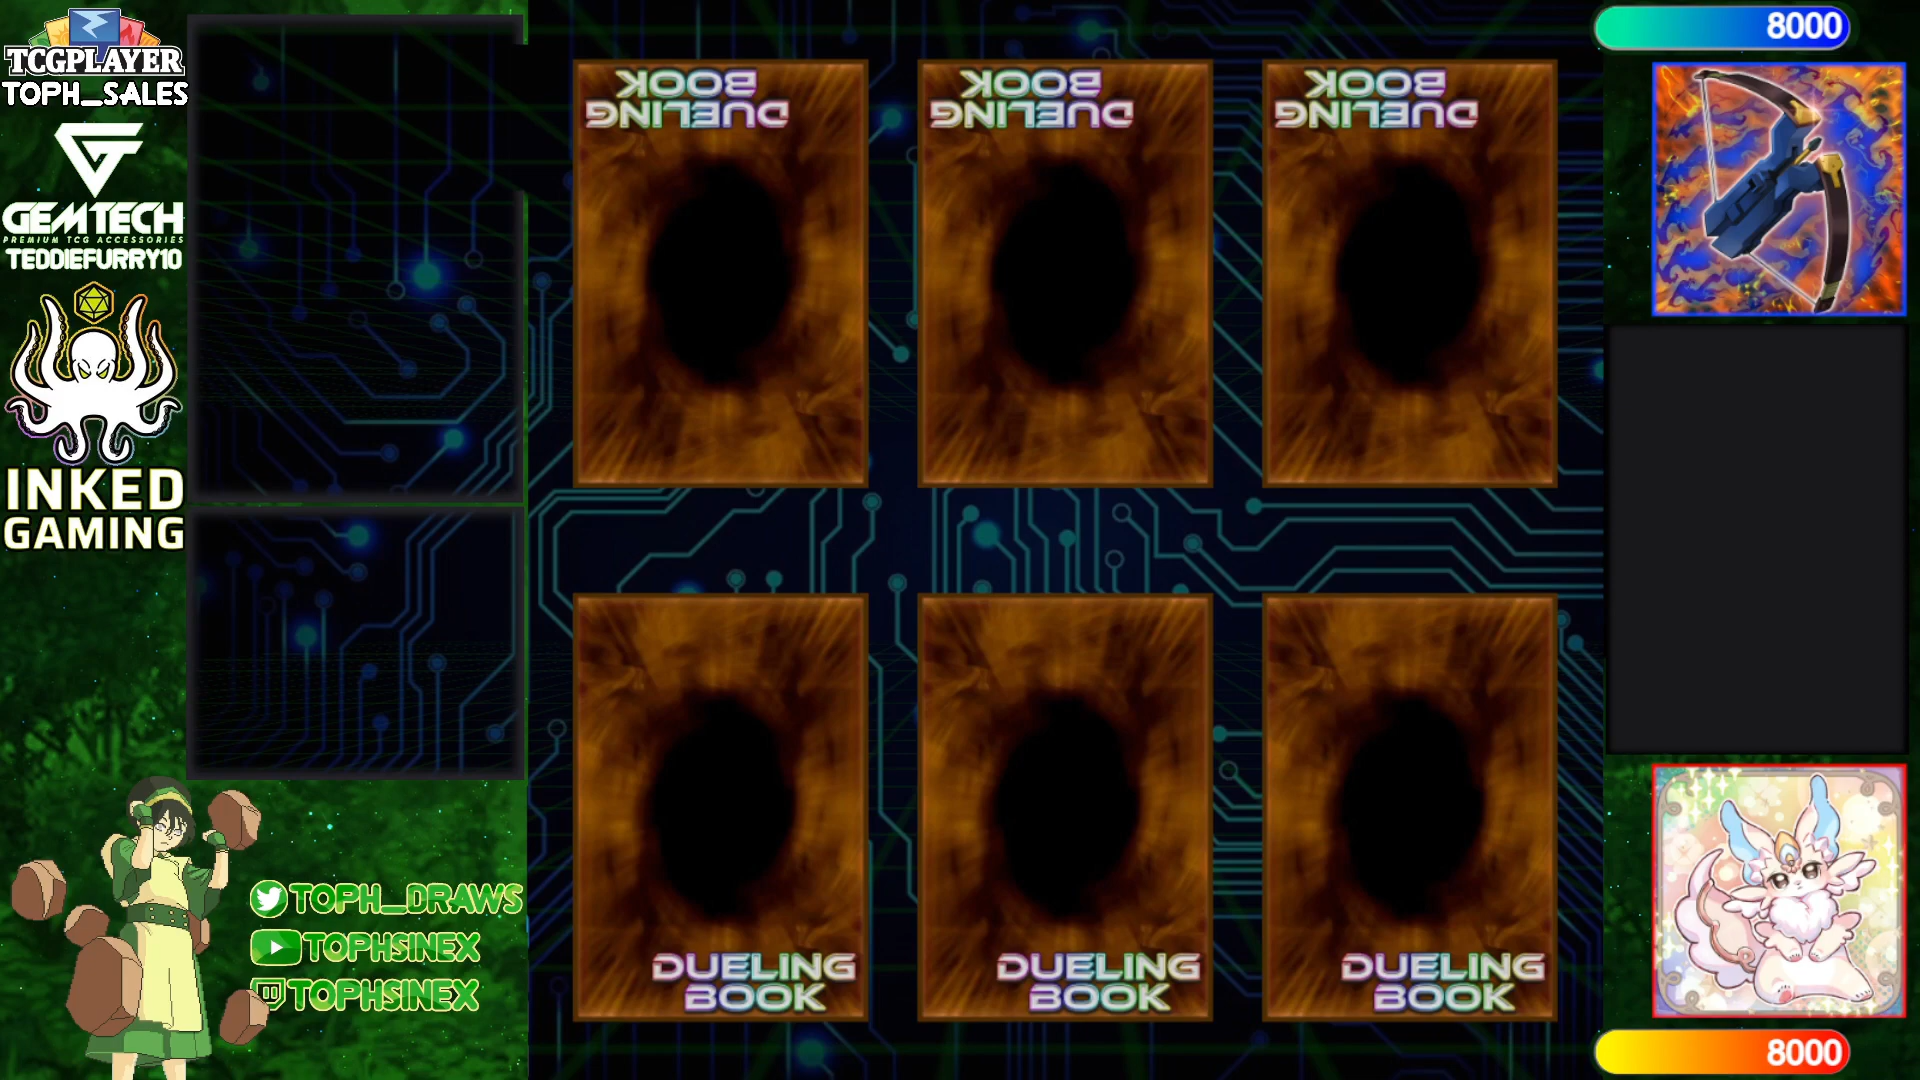 TCGPLAYER
TOPH_SALES
GEMTECH
PREMIUM TCG ACCESSORIES
TEDDIEFURRY10
INKED
GAMING
TOPH_DRAWS
TOPHSINEX
TOPHSINEX
DUELING
BOOK
DUELING
BOOK
DUELING
BOOK
DUELING
BOOK
DUELING
BOOK
DUELING
BOOK
8000
8000